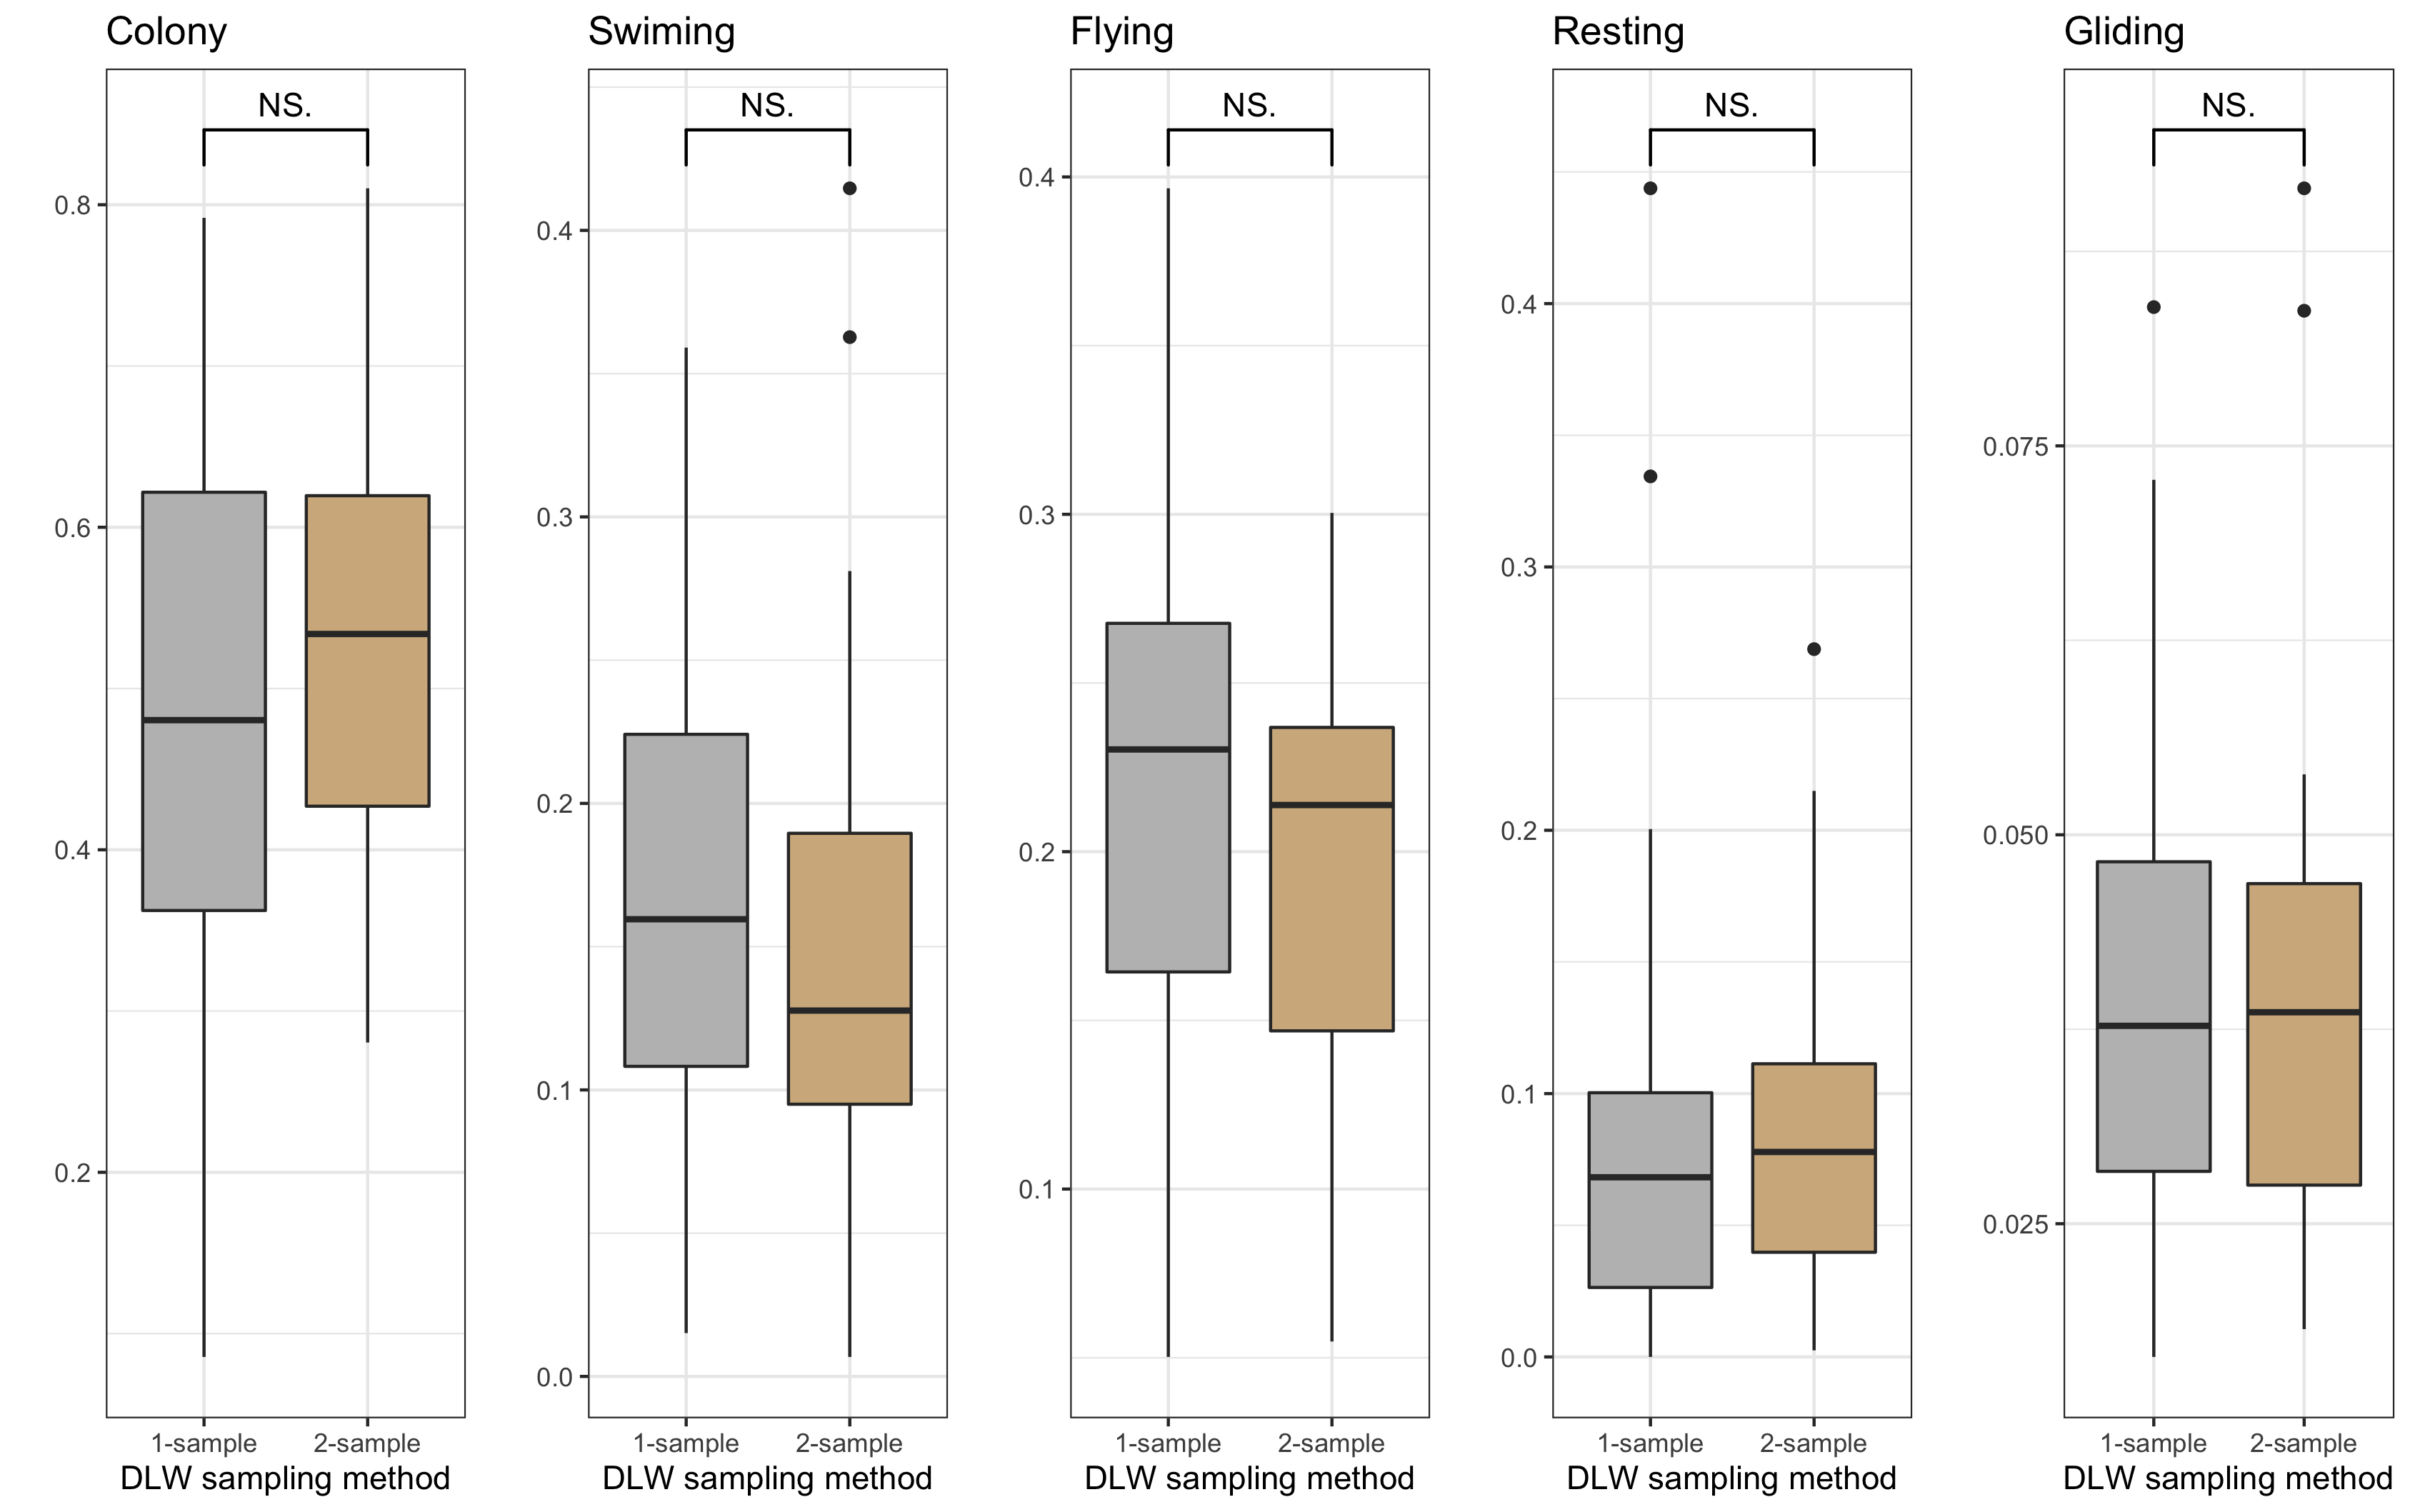 Colony
NS.
0.8
0.6
0.4
0.2
1-sample 2-sample
DLW sampling method
Swiming
NS.
0.4
0.3
0.2
0.1
0.0
1-sample 2-sample
DLW sampling method
Flying
NS.
0.4
0.3
0.2
0.1
1-sample 2-sample
DLW sampling method
Resting
NS.
0.4
0.3
0.2
0.1
0.0
1-sample 2-sample
DLW sampling method
Gliding
NS.
0.075
0.050
0.025
1-sample 2-sample
DLW sampling method